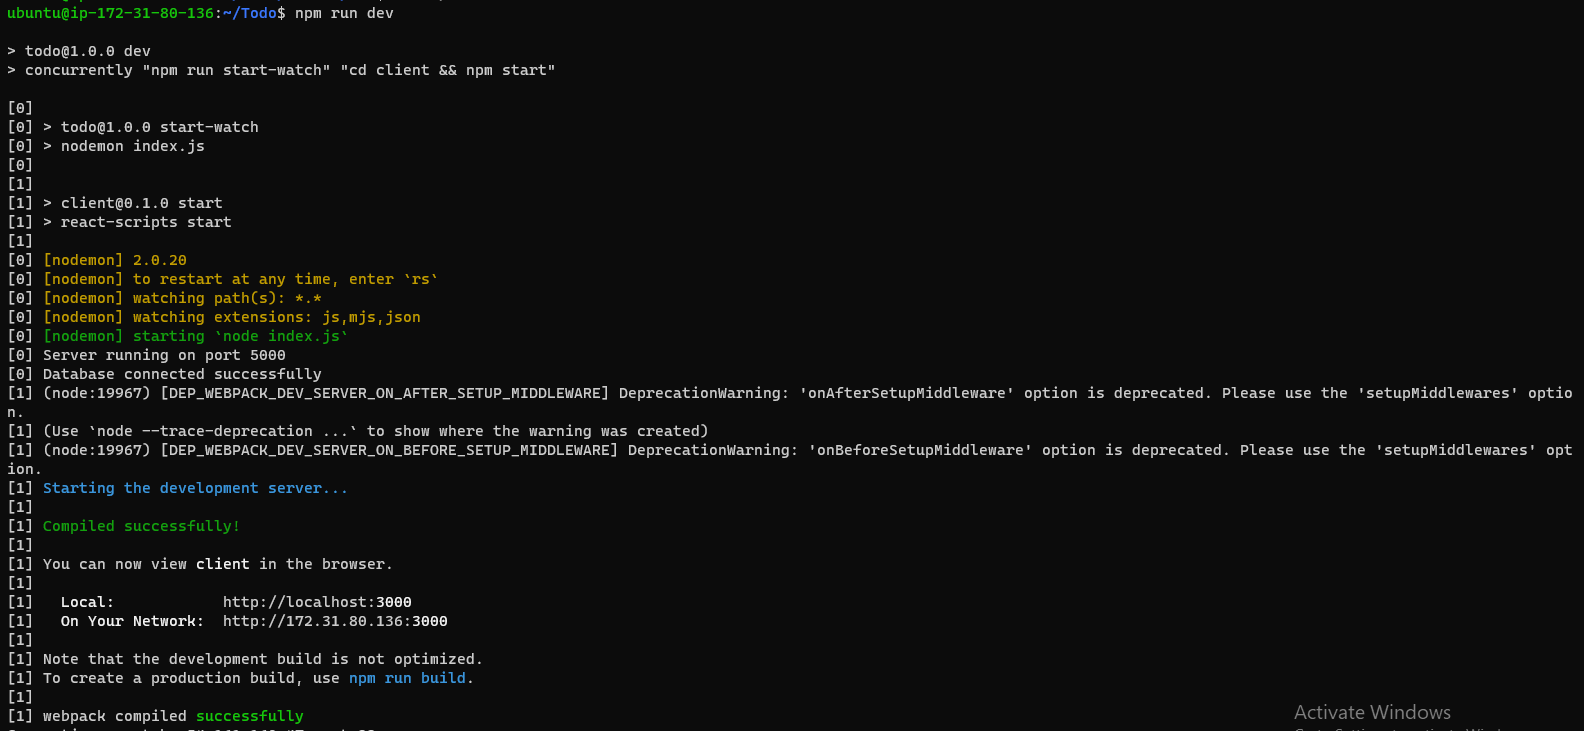 ubuntu@ip-172-31-80-136:~/Todo$ npm run dev
> todo@1.0.0 dev
> concurrently "npm run start-watch" "cd client && npm start"
[0]
[0] > todo@1.0.0 start-watch
[0] > nodemon index.js
[0]
[1]
[1] > client@0.1.0 start
[1] > react-scripts start
[1]
[0] [nodemon] 2.0.20
[0] [nodemon] to restart at any time, enter `rs`
[0] [nodemon] watching path(s): *.*
[0] [nodemon] watching extensions: js,mjs,json
[0] [nodemon] starting `node index.js`
[0] Server running on port 5000
[0] Database connected successfully
[1] (node:19967) [DEP_WEBPACK_DEV_SERVER_ON_AFTER_SETUP_MIDDLEWARE] DeprecationWarning: 'onAfterSetupMiddleware' option is deprecated. Please use the 'setupMiddlewares' optio
n.
[1] (Use `node --trace-deprecation ...` to show where the warning was created)
[1] (node:19967) [DEP_WEBPACK_DEV_SERVER_ON_BEFORE_SETUP_MIDDLEWARE] DeprecationWarning: 'onBeforeSetupMiddleware' option is deprecated. Please use the 'setupMiddlewares' opt
ion.
[1] Starting the development server...
[1]
[1] Compiled successfully!
[1]
[1] You can now view client in the browser.
[1]
[1]   Local:            http://localhost:3000
[1]   On Your Network:  http://172.31.80.136:3000
[1]
[1] Note that the development build is not optimized.
[1] To create a production build, use npm run build.
[1]
[1] webpack compiled successfully
Activate Windows